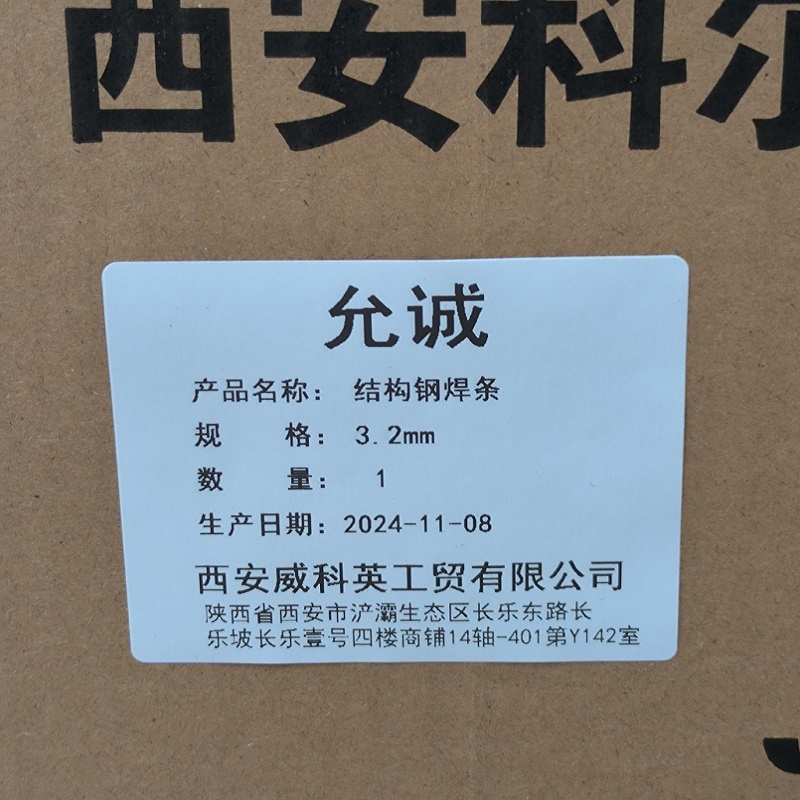 西安科尔
允诚
产品名称： 结构钢焊条
规 格： 3.2mm
数 量： 1
生产日期：2024-11-08
西安威科英工贸有限公司
陕西省西安市浐灞生态区长乐东路长
乐坡长乐壹号四楼商铺14轴-401第Y142室